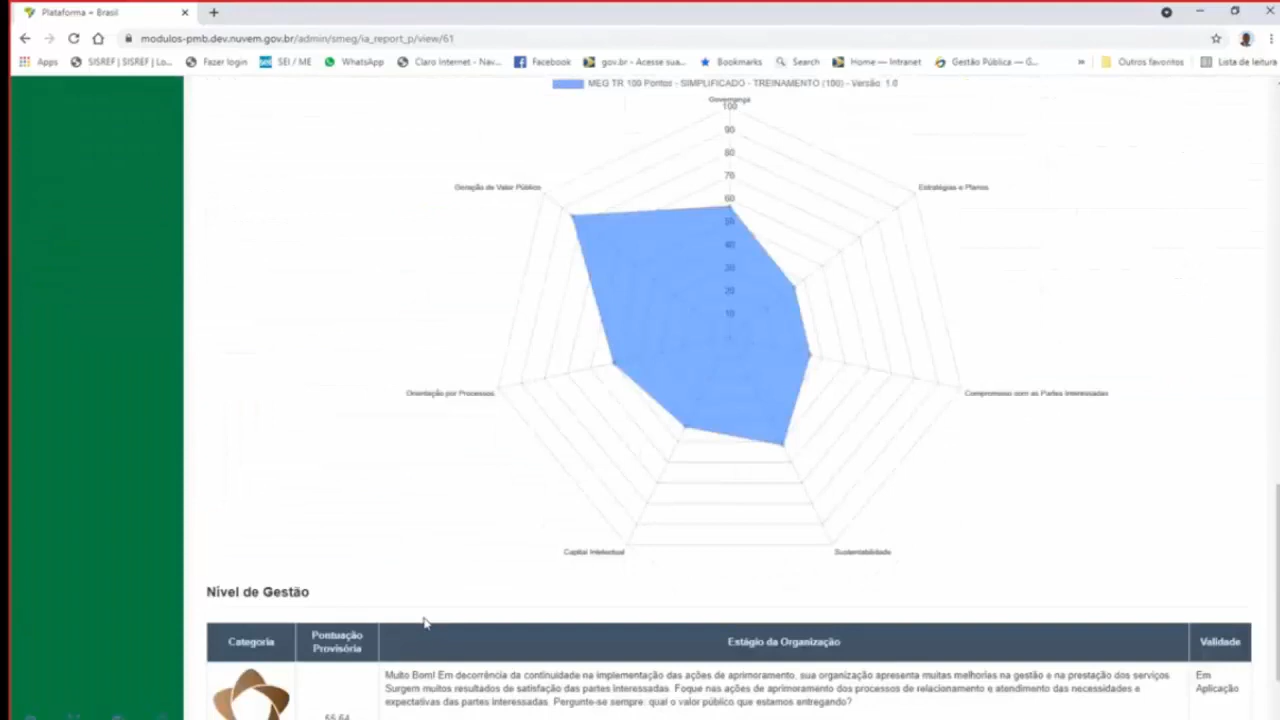 Plataforma + Brasil
modulos-pmb.dev.nuvem.gov.br/admin/smeg/ia_report_p/view/61
Apps SISREF | SISREF | Lo... Fazer login SEI / ME WhatsApp Claro Internet - Nav... Facebook gov.br - Acesse sua... Bookmarks Search Home — Intranet Gestão Pública — G... » Outros favoritos Lista de leitura
MEG TR 100 Pontos - SIMPLIFICADO - TREINAMENTO (100) - Versão 1.0
Governança
100
90
80
70
60
50
40
30
20
10
Geração de Valor Público
Estratégias e Planos
Orientação por Processos
Compromisso com as Partes Interessadas
Capital Intelectual
Sustentabilidade
Nível de Gestão
Categoria
Pontuação
Provisória
Estágio da Organização
Validade
Muito Bom! Em decorrência da continuidade na implementação das ações de aprimoramento, sua organização apresenta muitas melhorias na gestão e na prestação dos serviços.
Surgem muitos resultados de satisfação das partes interessadas. Foque nas ações de aprimoramento dos processos de relacionamento e atendimento das necessidades e
expectativas das partes interessadas. Pergunte-se sempre: qual o valor público que estamos entregando?
Em
Aplicação
55.64